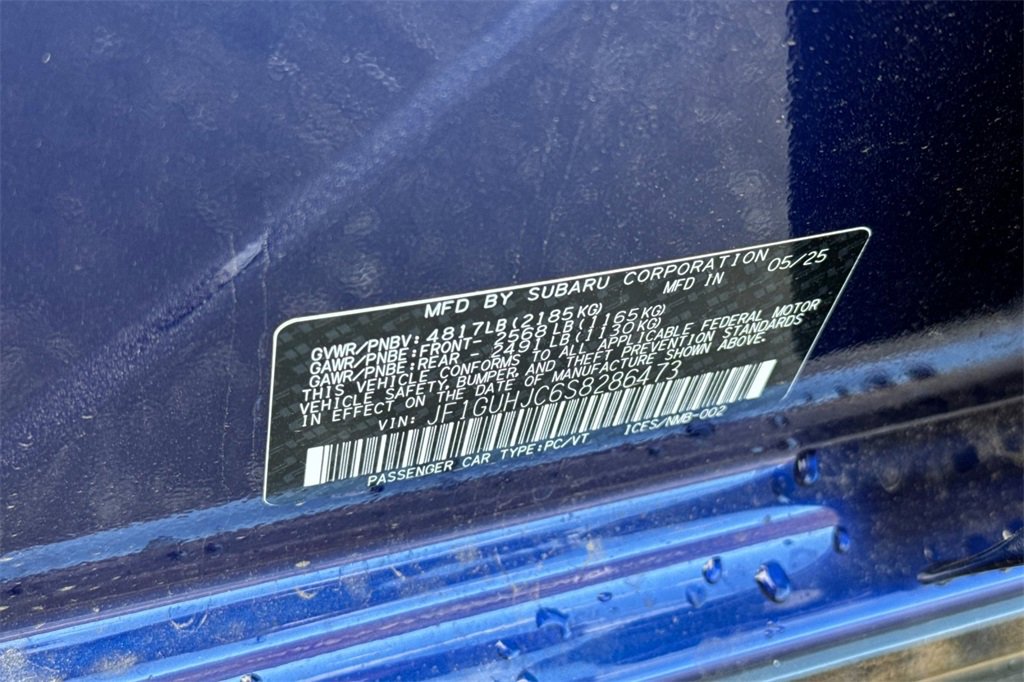 MFD BY SUBARU CORPORATION
MFD IN 05/25
GVWR/PNBV: 4817LB(2185KG)
GAWR/PNBE:FRONT- 2568LB(1165KG)
GAWR/PNBE:REAR - 2491LB(1130KG)
THIS VEHICLE CONFORMS TO ALL APPLICABLE FEDERAL MOTOR
VEHICLE SAFETY, BUMPER, AND THEFT PREVENTION STANDARDS
IN EFFECT ON THE DATE OF MANUFACTURE SHOWN ABOVE.
VIN: JF1GUHJC6S8286473
PASSENGER CAR TYPE:PC/VT ICES/NMB-002